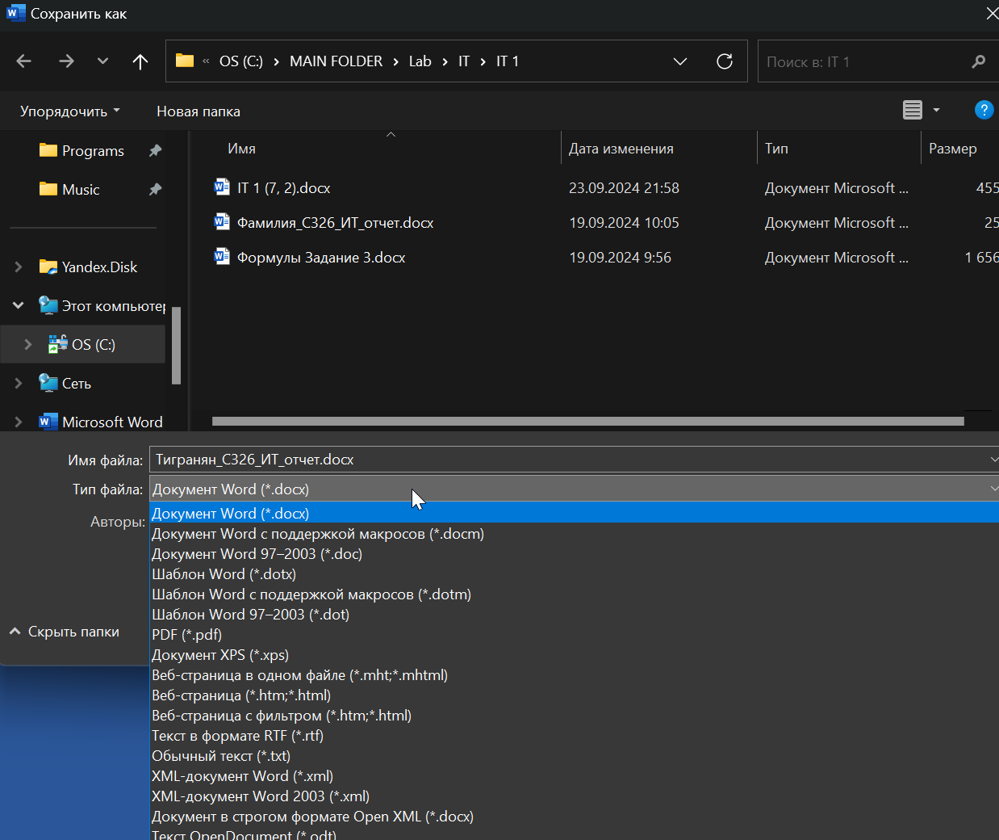 Сохранить как
« OS (C:) › MAIN FOLDER › Lab › IT › IT 1
Поиск в: IT 1
Упорядочить
Новая папка
?
Имя
Дата изменения
Тип
Размер
Programs
Music
Yandex.Disk
Этот компьютер
OS (C:)
Сеть
Microsoft Word
IT 1 (7, 2).docx 23.09.2024 21:58 Документ Microsoft ... 455
Фамилия_С326_ИТ_отчет.docx 19.09.2024 10:05 Документ Microsoft ... 25
Формулы Задание 3.docx 19.09.2024 9:56 Документ Microsoft ... 1 656
Имя файла: Тигранян_С326_ИТ_отчет.docx
Тип файла: Документ Word (*.docx)
Авторы:
Документ Word (*.docx)
Документ Word с поддержкой макросов (*.docm)
Документ Word 97–2003 (*.doc)
Шаблон Word (*.dotx)
Шаблон Word с поддержкой макросов (*.dotm)
Шаблон Word 97–2003 (*.dot)
PDF (*.pdf)
Документ XPS (*.xps)
Веб-страница в одном файле (*.mht;*.mhtml)
Веб-страница (*.htm;*.html)
Веб-страница с фильтром (*.htm;*.html)
Текст в формате RTF (*.rtf)
Обычный текст (*.txt)
XML-документ Word (*.xml)
XML-документ Word 2003 (*.xml)
Документ в строгом формате Open XML (*.docx)
Текст OpenDocument (*.odt)
Скрыть папки